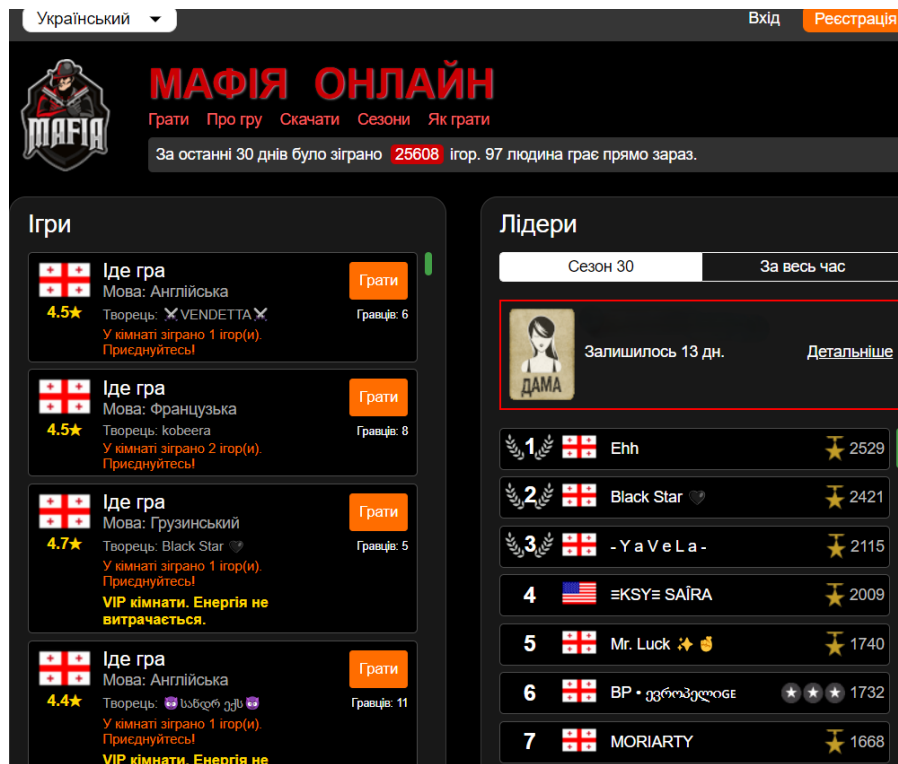 Український
Вхід
Реєстрація
MAFIA
МАФІЯ ОНЛАЙН
Грати Про гру Скачати Сезони Як грати
За останні 30 днів було зіграно 25608 ігор. 97 людина грає прямо зараз.
Ігри
Іде гра
Мова: Англійська
4.5★
Творець: ⚔️VENDETTA⚔️
У кімнаті зіграно 1 ігор(и).
Приєднуйтесь!
Грати
Гравців: 6
Іде гра
Мова: Французька
4.5★
Творець: kobeera
У кімнаті зіграно 2 ігор(и).
Приєднуйтесь!
Грати
Гравців: 8
Іде гра
Мова: Грузинський
4.7★
Творець: Black Star 🖤
У кімнаті зіграно 1 ігор(и).
Приєднуйтесь!
VIP кімнати. Енергія не
витрачається.
Грати
Гравців: 5
Іде гра
Мова: Англійська
4.4★
Творець: 😈სანდრო ექს😈
У кімнаті зіграно 1 ігор(и).
Приєднуйтесь!
VIP кімнати. Енергія не
Грати
Гравців: 11
Лідери
Сезон 30
За весь час
ДАМА
Залишилось 13 дн.
Детальніше
1 Ehh 2529
2 Black Star 🖤 2421
3 - Y a V e L a - 2115
4 ≡KSY≡ SAÎRA 2009
5 Mr. Luck ✨ 🤞 1740
6 BP • ევროპელიGE 1732
7 MORIARTY 1668